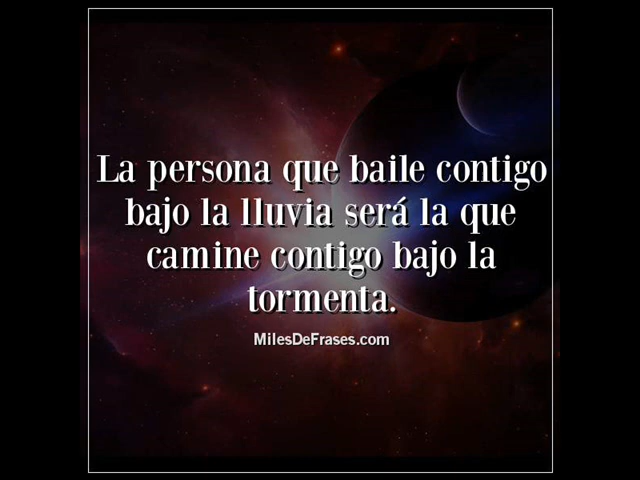 La persona que baile contigo
bajo la lluvia será la que
camine contigo bajo la
tormenta.
MilesDeFrases.com